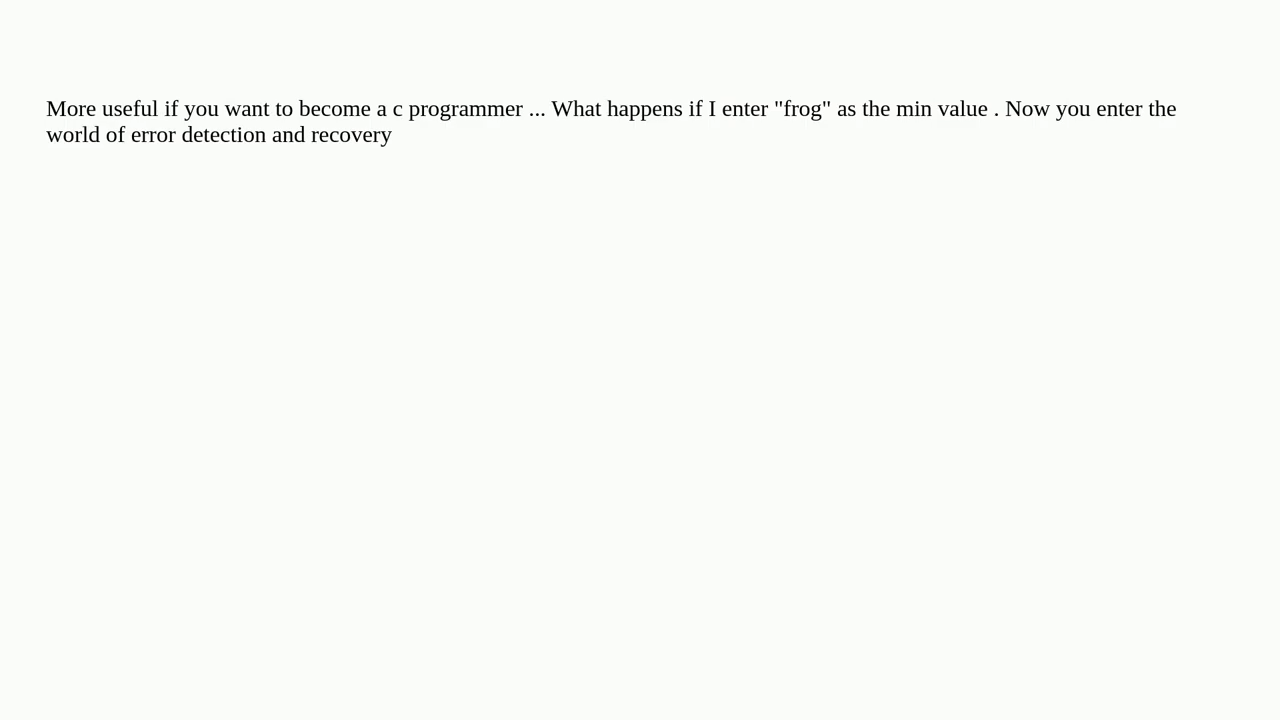 More useful if you want to become a c programmer ... What happens if I enter "frog" as the min value . Now you enter the
world of error detection and recovery